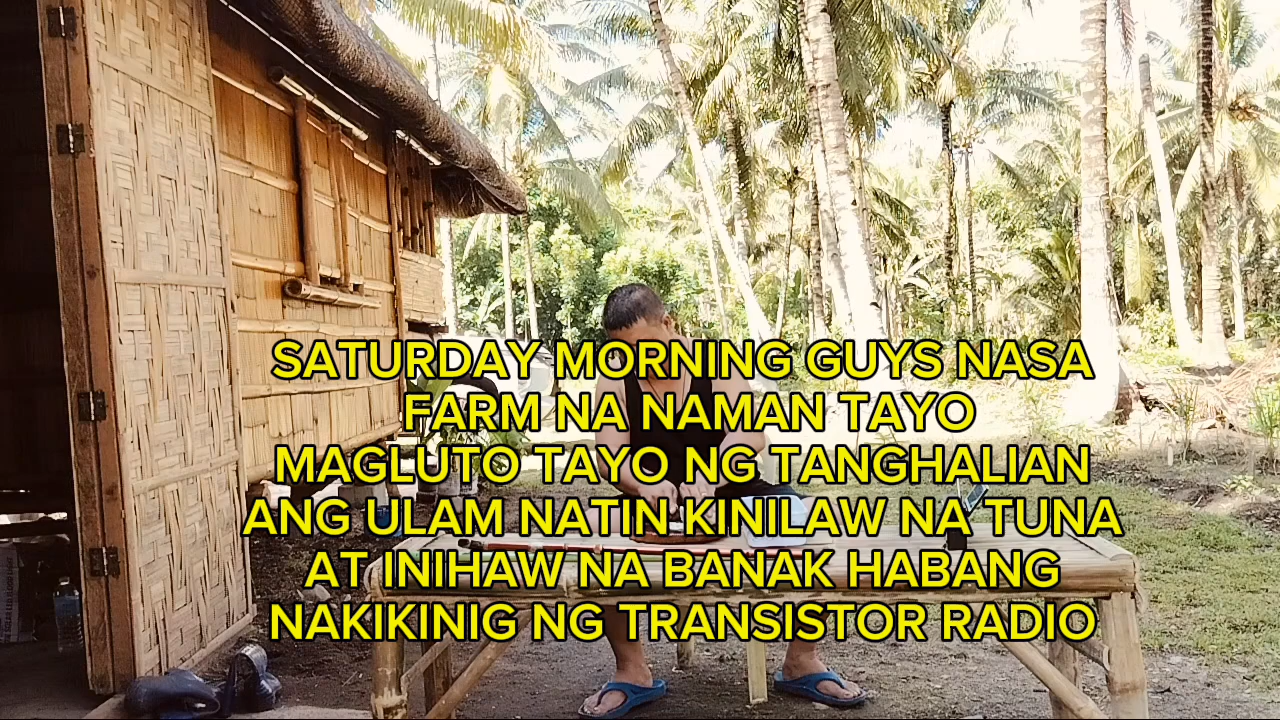 SATURDAY MORNING GUYS NASA
FARM NA NAMAN TAYO
MAGLUTO TAYO NG TANGHALIAN
ANG ULAM NATIN KINILAW NA TUNA
AT INIHAW NA BANAK HABANG
NAKIKINIG NG TRANSISTOR RADIO